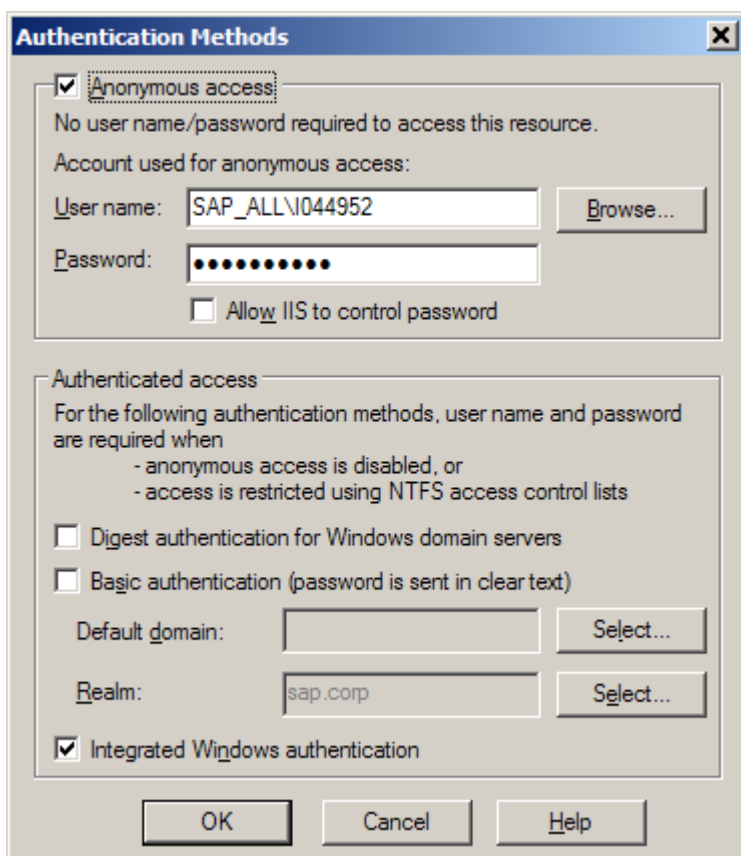 Authentication Methods
Anonymous access
No user name/password required to access this resource.
Account used for anonymous access:
User name: SAP_ALL\I044952 Browse...
Password: ●●●●●●●●●●
Allow IIS to control password
Authenticated access
For the following authentication methods, user name and password
are required when
- anonymous access is disabled, or
- access is restricted using NTFS access control lists
Digest authentication for Windows domain servers
Basic authentication (password is sent in clear text)
Default domain: Select...
Realm: sap.corp Select...
Integrated Windows authentication
OK Cancel Help